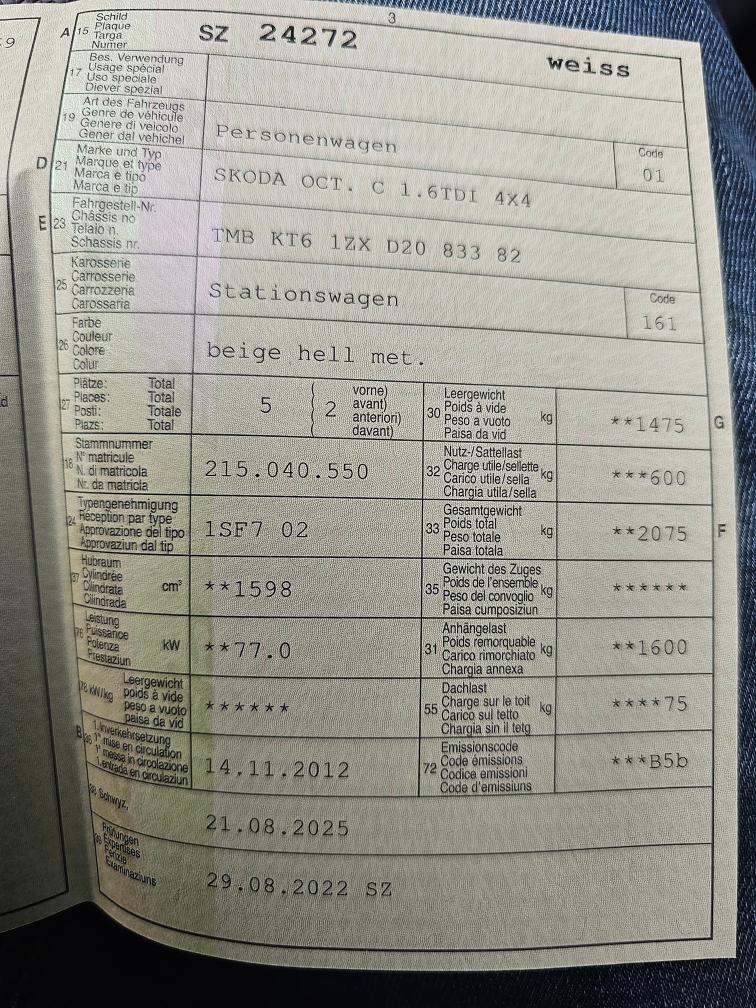 3
A 15 Schild
Plaque
Targa
Numer
SZ 24272
weiss
17 Bes. Verwendung
Usage spécial
Uso speciale
Diever spezial
19 Art des Fahrzeugs
Genre de véhicule
Genere di veicolo
Gener dal vehichel
Personenwagen
Code
01
D 21 Marke und Typ
Marque et type
Marca e tipo
Marca e tip
SKODA OCT. C 1.6TDI 4X4
E 23 Fahrgestell-Nr.
Châssis no
Telaio n.
Schassis nr.
TMB KT6 1ZX D20 833 82
25 Karosserie
Carrosserie
Carrozzeria
Carossaria
Stationswagen
Code
161
26 Farbe
Couleur
Colore
Colur
beige hell met.
27 Plätze: Total
Places: Total
Posti: Totale
Plazs: Total
5
2
vorne)
avant)
anteriori)
davant)
30 Leergewicht
Poids à vide
Peso a vuoto
Paisa da vid
kg
**1475
G
18 Stammnummer
N° matricule
N. di matricola
Nr. da matricla
215.040.550
32 Nutz-/Sattellast
Charge utile/sellette
Carico utile/sella
Chargia utila/sella
kg
***600
24 Typengenehmigung
Réception par type
Approvazione del tipo
Approvaziun dal tip
1SF7 02
33 Gesamtgewicht
Poids total
Peso totale
Paisa totala
kg
**2075
F
37 Hubraum
Cylindrée
Cilindrata
Cilindrada
cm³
**1598
35 Gewicht des Zuges
Poids de l'ensemble
Peso del convoglio
Paisa cumposiziun
kg
******
76 Leistung
Puissance
Potenza
Prestaziun
kW
**77.0
31 Anhängelast
Poids remorquable
Carico rimorchiato
Chargia annexa
kg
**1600
78 kW/kg
Leergewicht
poids à vide
peso a vuoto
paisa da vid
******
55 Dachlast
Charge sur le toit
Carico sul tetto
Chargia sin il tetg
kg
****75
B 36 1. Inverkehrsetzung
1re mise en circulation
1a messa in circolazione
1. entrada en circulaziun
14.11.2012
72 Emissionscode
Code émissions
Codice emissioni
Code d'emissiuns
***B5b
38 Schwyz,
21.08.2025
39 Prüfungen
Expertises
Perizie
Examinaziuns
29.08.2022 SZ